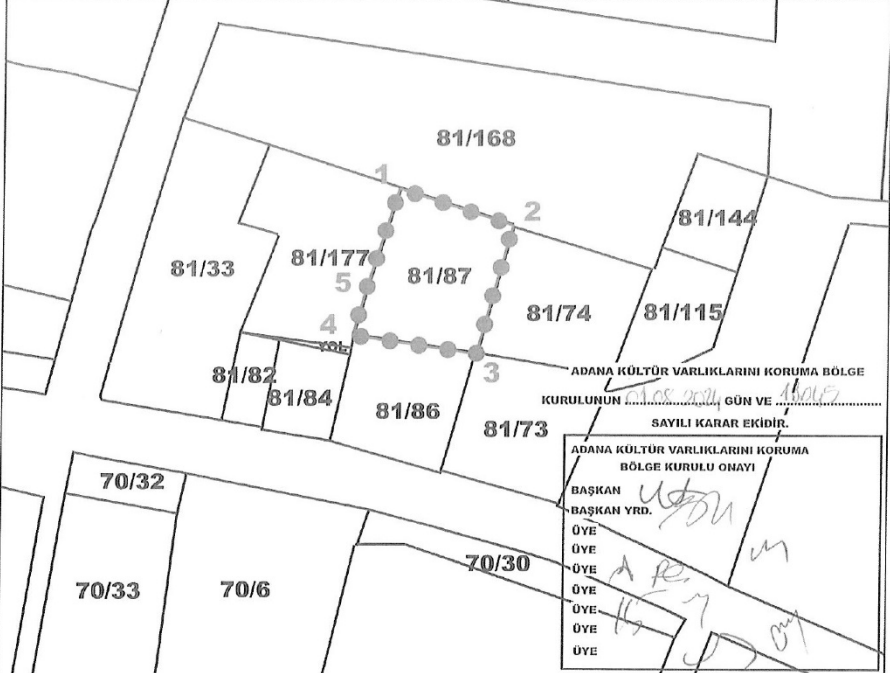 81/168
1
2
81/144
81/33
81/177
81/87
5
81/74
81/115
4
YOL
3
81/82
81/84
81/86
81/73
ADANA KÜLTÜR VARLIKLARINI KORUMA BÖLGE
KURULUNUN 01.08.2024 GÜN VE
SAYILI KARAR EKİDİR.
ADANA KÜLTÜR VARLIKLARINI KORUMA
BÖLGE KURULU ONAYI
BAŞKAN
BAŞKAN YRD.
ÜYE
ÜYE
ÜYE
ÜYE
ÜYE
ÜYE
ÜYE
70/32
70/30
70/33
70/6